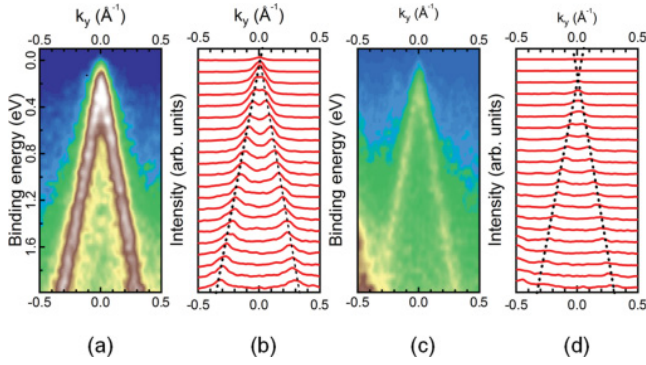 k_y (Å⁻¹) k_y (Å⁻¹) k_y (Å⁻¹) k_y (Å⁻¹)
-0.5 0.0 0.5 -0.5 0.0 0.5 -0.5 0.0 0.5 -0.5 0.0 0.5
Binding energy (eV)
0.0
0.4
0.8
1.2
1.6
Intensity (arb. units)
Binding energy (eV)
Intensity (arb. units)
-0.5 0.0 0.5 -0.5 0.0 0.5 -0.5 0.0 0.5 -0.5 0.0 0.5
(a) (b) (c) (d)